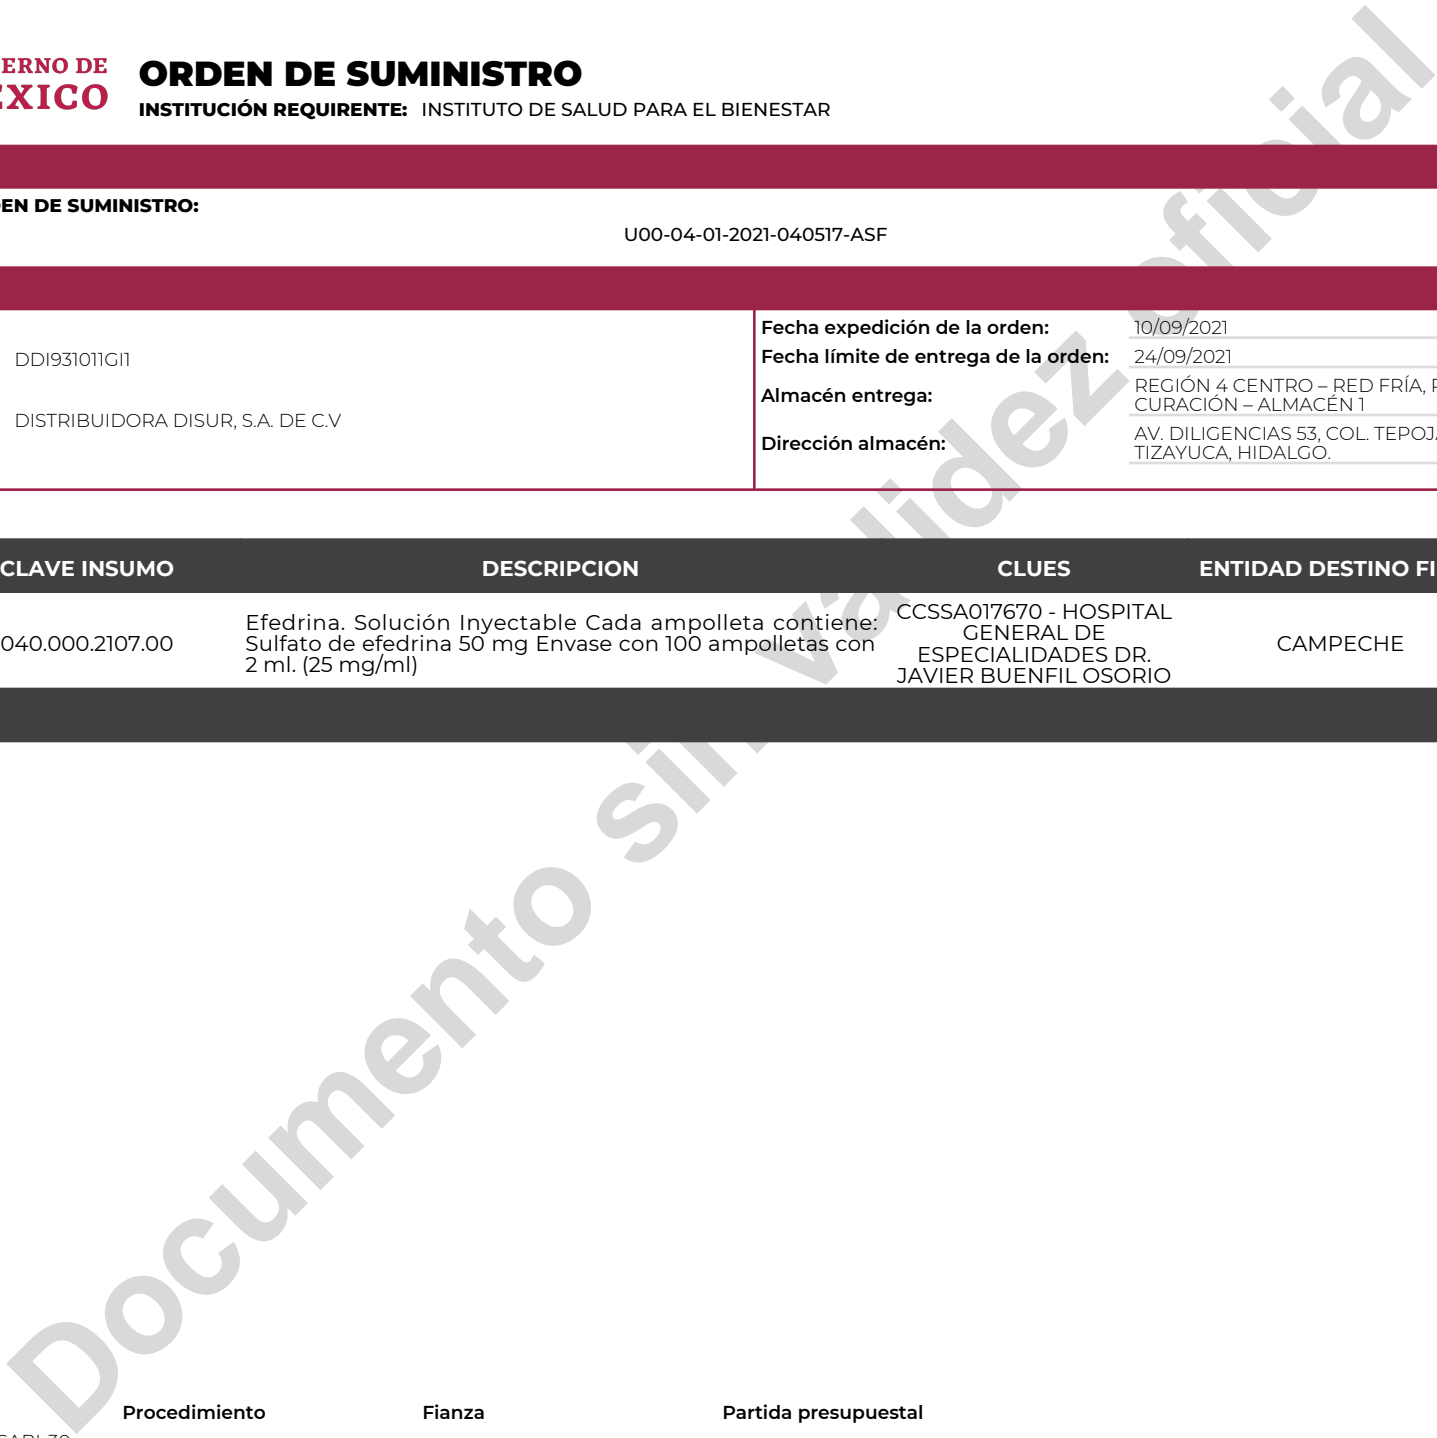 ERNO DE
EXICO
ORDEN DE SUMINISTRO
INSTITUCIÓN REQUIRENTE: INSTITUTO DE SALUD PARA EL BIENESTAR
EN DE SUMINISTRO:
U00-04-01-2021-040517-ASF
DDI931011GI1
DISTRIBUIDORA DISUR, S.A. DE C.V
Fecha expedición de la orden: 10/09/2021
Fecha límite de entrega de la orden: 24/09/2021
Almacén entrega: REGIÓN 4 CENTRO – RED FRÍA,
CURACIÓN – ALMACÉN 1
Dirección almacén: AV. DILIGENCIAS 53, COL. TEPOJA
TIZAYUCA, HIDALGO.
CLAVE INSUMO DESCRIPCION CLUES ENTIDAD DESTINO FI
040.000.2107.00
Efedrina. Solución Inyectable Cada ampolleta contiene:
Sulfato de efedrina 50 mg Envase con 100 ampolletas con
2 ml. (25 mg/ml)
CCSSA017670 - HOSPITAL
GENERAL DE
ESPECIALIDADES DR.
JAVIER BUENFIL OSORIO
CAMPECHE
Documento sin validez oficial
Procedimiento Fianza Partida presupuestal